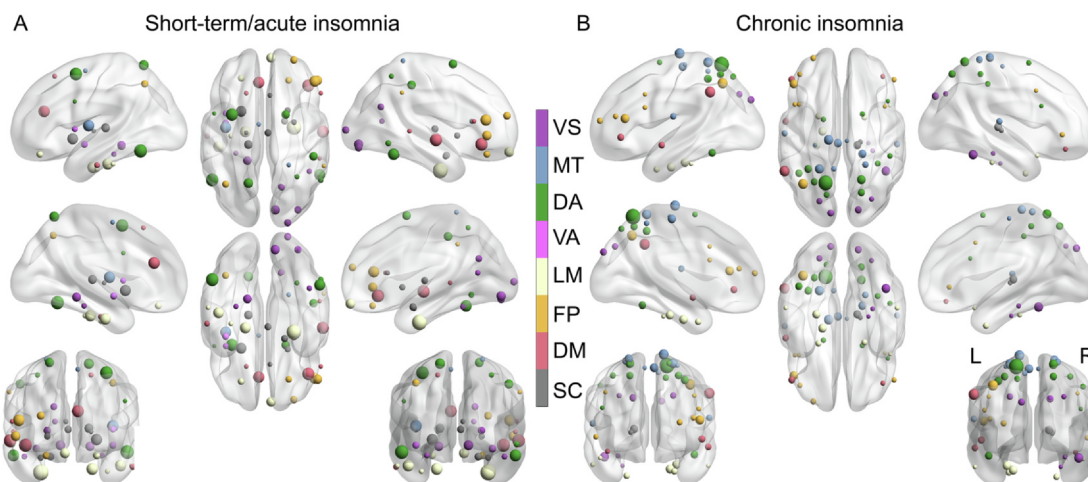 A Short-term/acute insomnia
B Chronic insomnia
VS
MT
DA
VA
LM
FP
DM
SC
L R